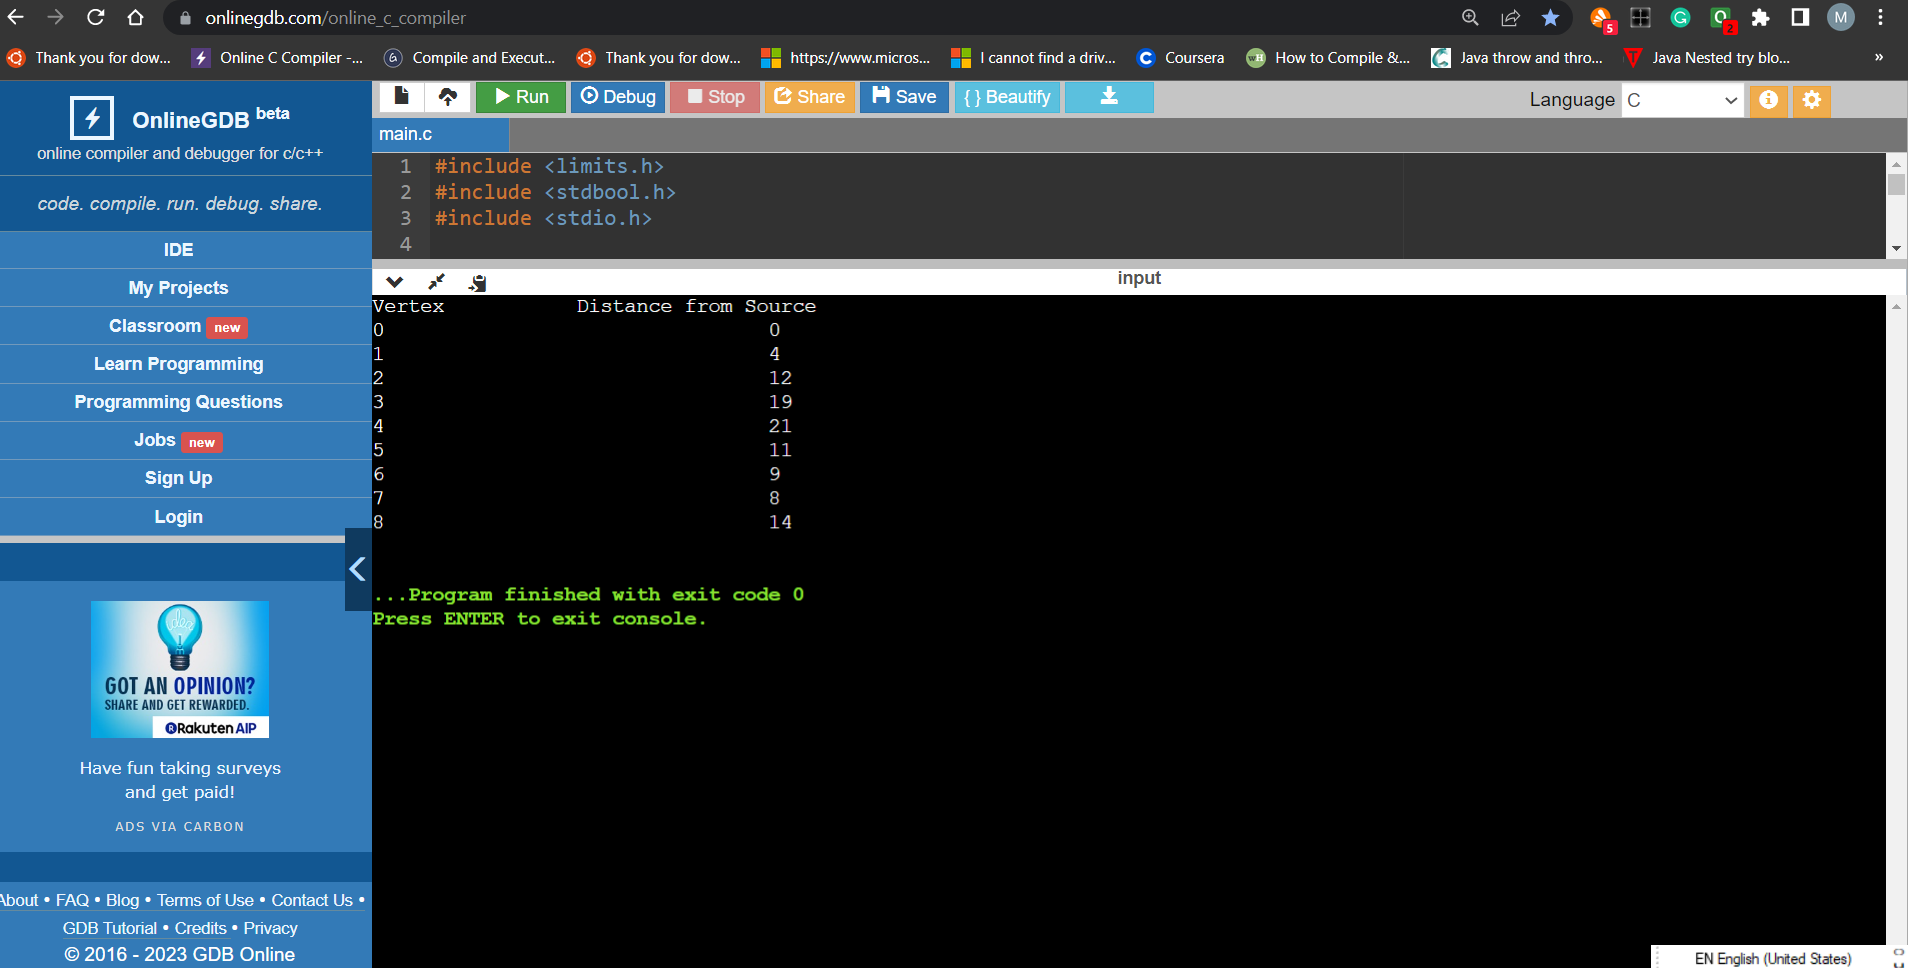 onlinegdb.com/online_c_compiler
5
2
M
Thank you for dow...
Online C Compiler -...
Compile and Execut...
Thank you for dow...
https://www.micros...
I cannot find a driv...
Coursera
How to Compile &...
Java throw and thro...
Java Nested try blo...
»
OnlineGDB beta
online compiler and debugger for c/c++
code. compile. run. debug. share.
IDE
My Projects
Classroom new
Learn Programming
Programming Questions
Jobs new
Sign Up
Login
GOT AN OPINION?
SHARE AND GET REWARDED.
Rakuten AIP
Have fun taking surveys
and get paid!
ADS VIA CARBON
About • FAQ • Blog • Terms of Use • Contact Us •
GDB Tutorial • Credits • Privacy
© 2016 - 2023 GDB Online
Run Debug Stop Share Save { } Beautify
Language C
main.c
1 #include <limits.h>
2 #include <stdbool.h>
3 #include <stdio.h>
4
input
Vertex Distance from Source
0 0
1 4
2 12
3 19
4 21
5 11
6 9
7 8
8 14
...Program finished with exit code 0
Press ENTER to exit console.
EN English (United States)